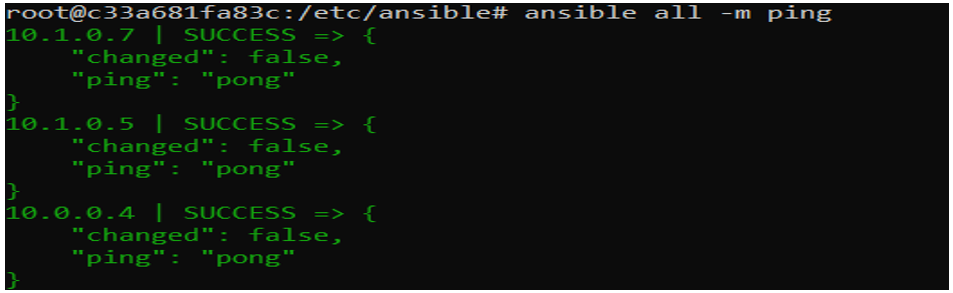 root@c33a681fa83c:/etc/ansible# ansible all -m ping
10.1.0.7 | SUCCESS => {
    "changed": false,
    "ping": "pong"
}
10.1.0.5 | SUCCESS => {
    "changed": false,
    "ping": "pong"
}
10.0.0.4 | SUCCESS => {
    "changed": false,
    "ping": "pong"
}